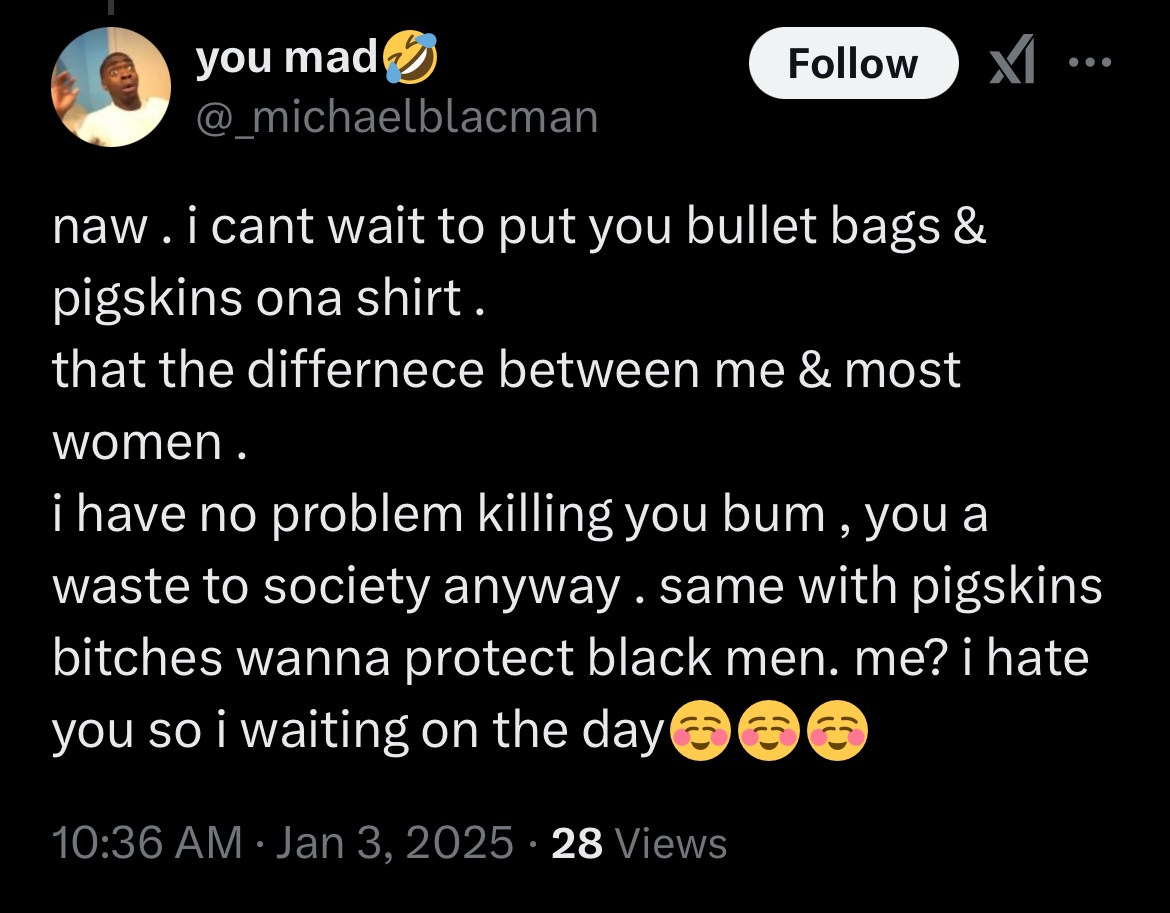 you mad🤣
Follow
@_michaelblacman
naw . i cant wait to put you bullet bags &
pigskins ona shirt .
that the differnece between me & most
women .
i have no problem killing you bum , you a
waste to society anyway . same with pigskins
bitches wanna protect black men. me? i hate
you so i waiting on the day☺️☺️☺️
10:36 AM · Jan 3, 2025 · 28 Views